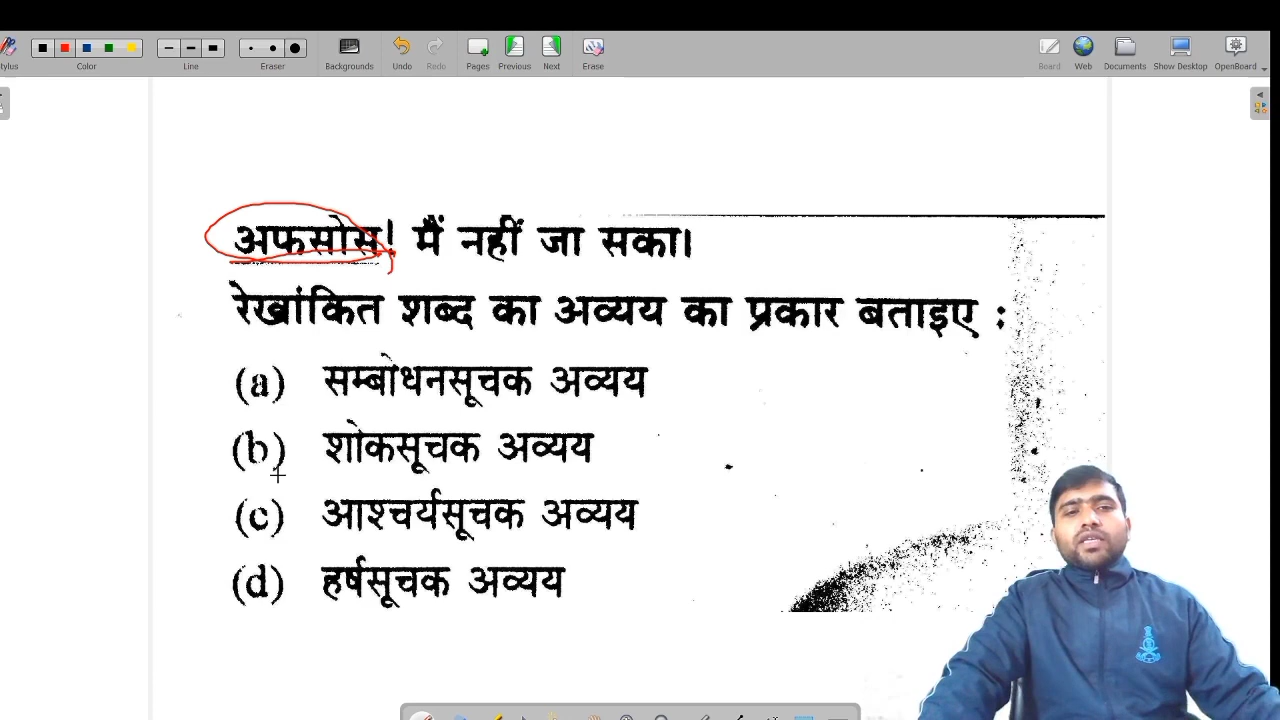 tylus
Color
Line
Eraser
Backgrounds
Undo
Redo
Pages
Previous
Next
Erase
Board
Web
Documents
Show Desktop
OpenBoard
अफसोस! मैं नहीं जा सका।
रेखांकित शब्द का अव्यय का प्रकार बताइए :
(a) सम्बोधनसूचक अव्यय
(b) शोकसूचक अव्यय
(c) आश्चर्यसूचक अव्यय
(d) हर्षसूचक अव्यय